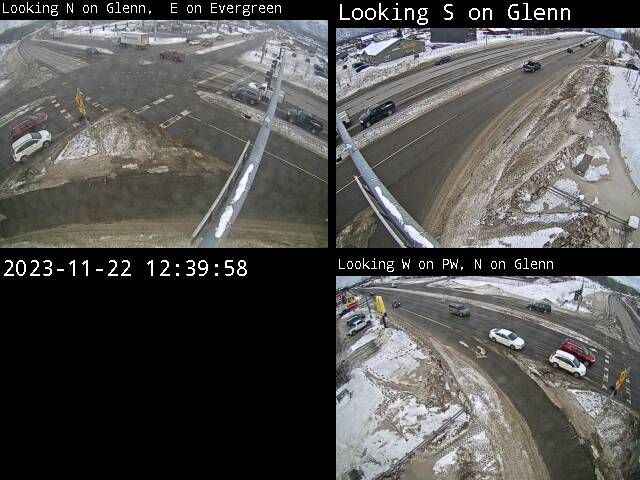 Looking N on Glenn,  E on Evergreen
Looking S on Glenn
2023-11-22 12:39:58
Looking W on PW, N on Glenn